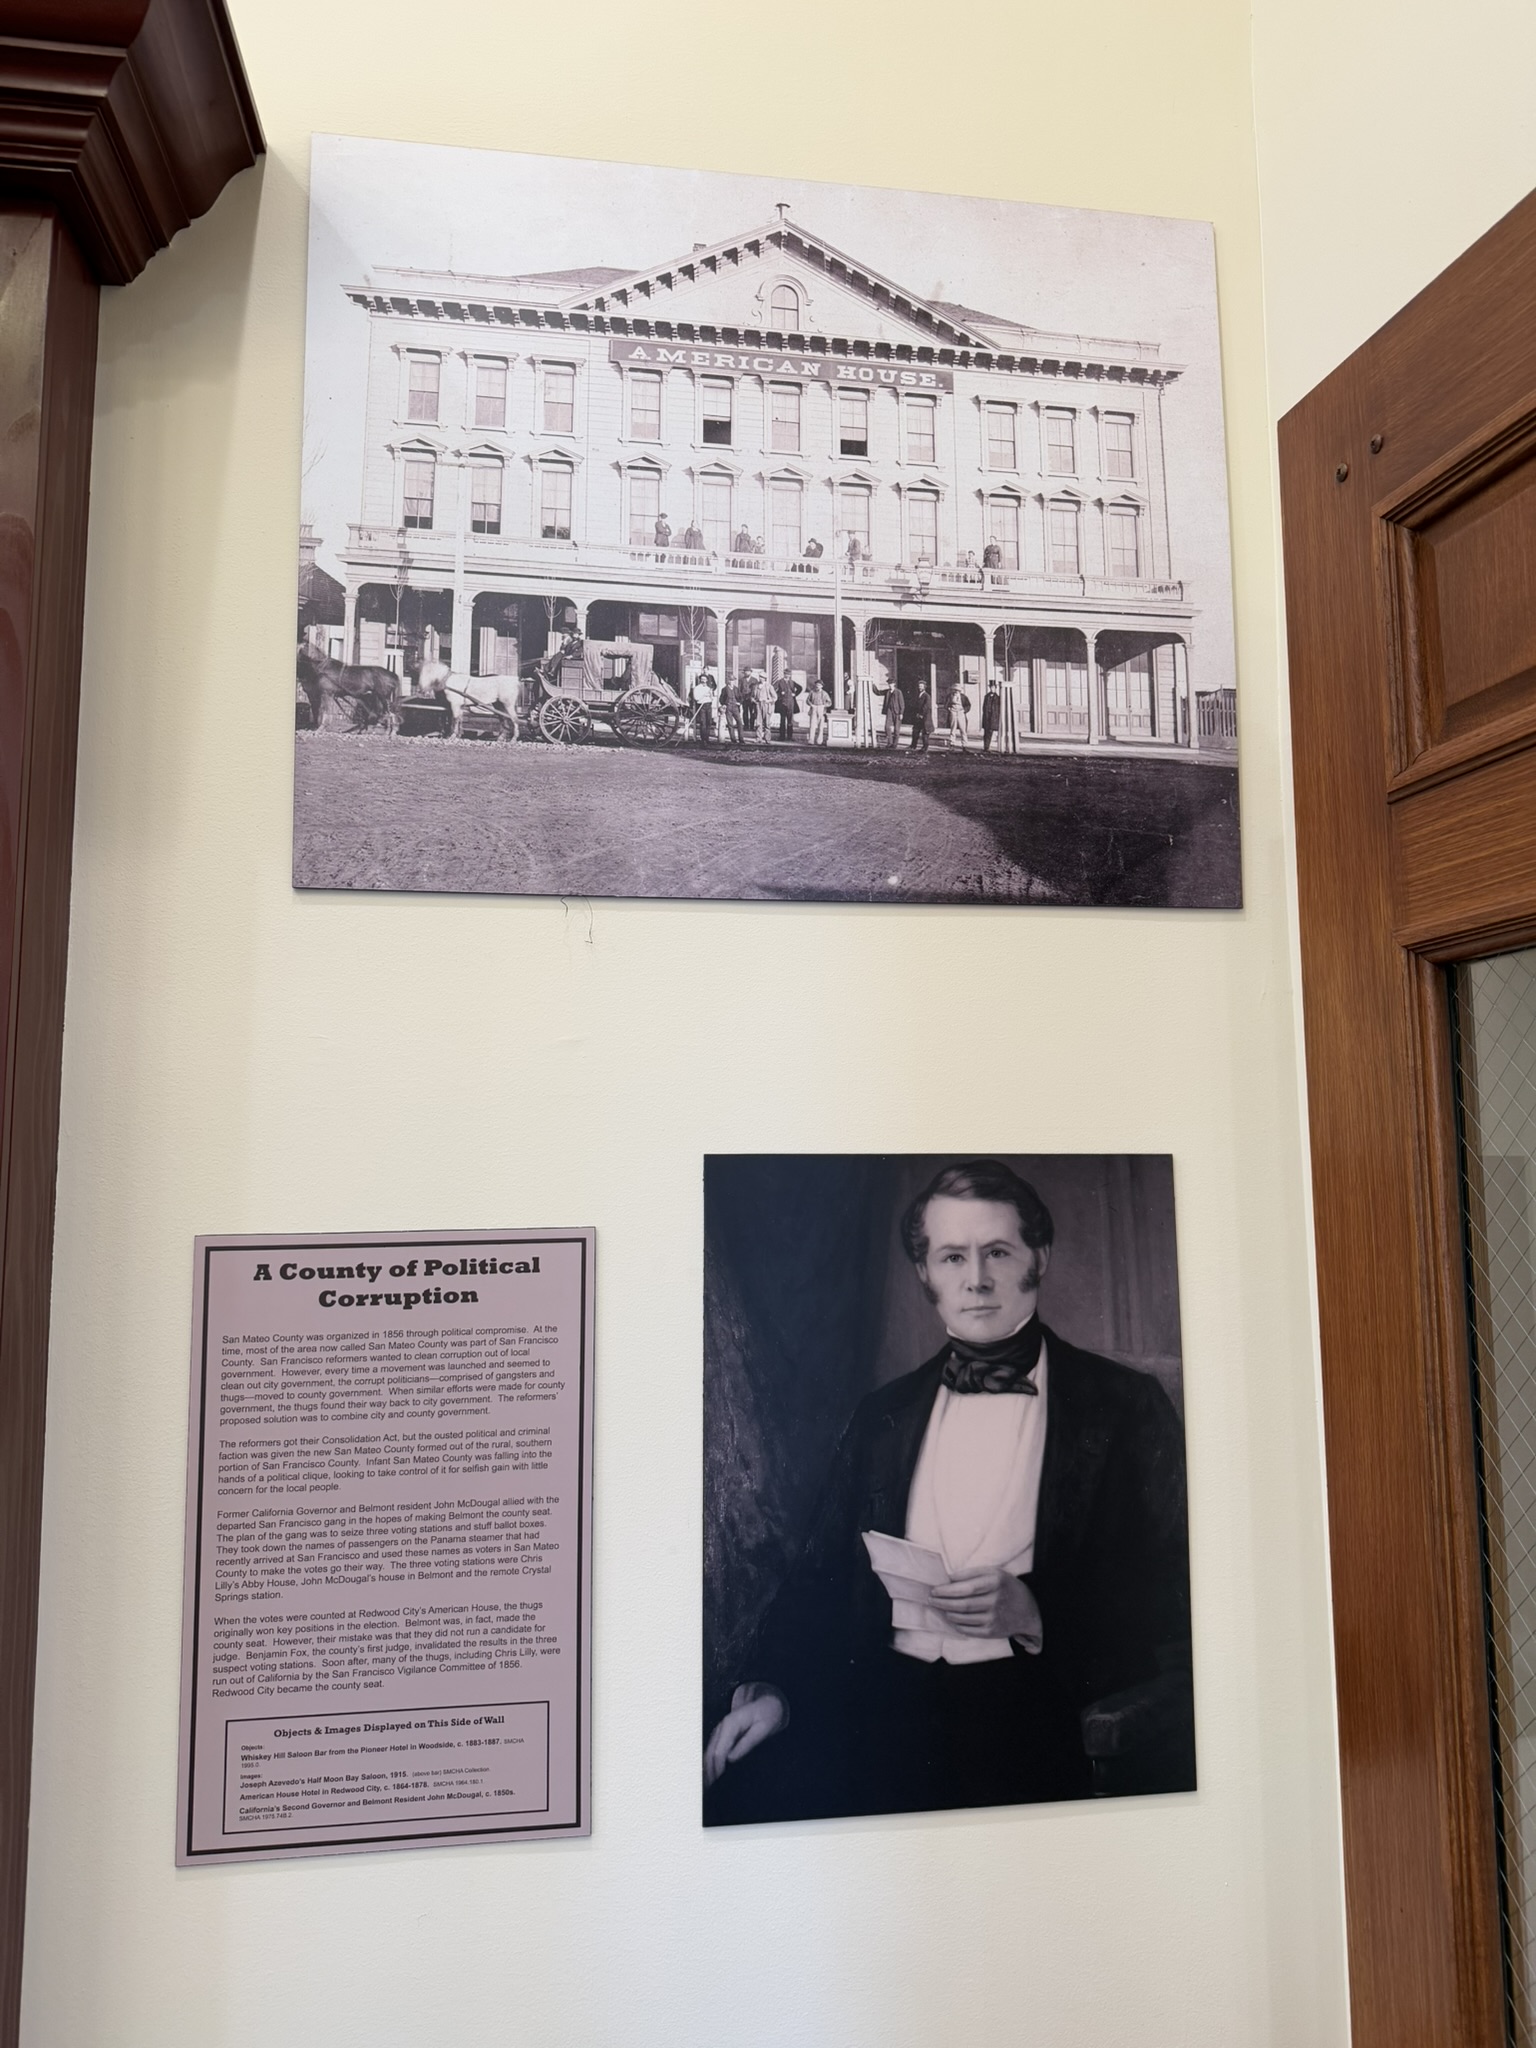 AMERICAN HOUSE.
A County of Political
Corruption
San Mateo County was organized in 1856 through political compromise. At the
time, most of the area now called San Mateo County was part of San Francisco
County. San Francisco reformers wanted to clean corruption out of local
government. However, every time a movement was launched and seemed to
clean out city government, the corrupt politicians—comprised of gangsters and
thugs—moved to county government. When similar efforts were made for county
government, the thugs found their way back to city government. The reformers'
proposed solution was to combine city and county government.
The reformers got their Consolidation Act, but the ousted political and criminal
faction was given the new San Mateo County formed out of the rural, southern
portion of San Francisco County. Infant San Mateo County was falling into the
hands of a political clique, looking to take control of it for selfish gain with little
concern for the local people.
Former California Governor and Belmont resident John McDougal allied with the
departed San Francisco gang in the hopes of making Belmont the county seat.
The plan of the gang was to seize three voting stations and stuff ballot boxes.
They took down the names of passengers on the Panama steamer that had
recently arrived at San Francisco and used these names as voters in San Mateo
County to make the votes go their way. The three voting stations were Chris
Lilly's Abby House, John McDougal's house in Belmont and the remote Crystal
Springs station.
When the votes were counted at Redwood City's American House, the thugs
originally won key positions in the election. Belmont was, in fact, made the
county seat. However, their mistake was that they did not run a candidate for
judge. Benjamin Fox, the county's first judge, invalidated the results in the three
suspect voting stations. Soon after, many of the thugs, including Chris Lilly, were
run out of California by the San Francisco Vigilance Committee of 1856.
Redwood City became the county seat.
Objects & Images Displayed on This Side of Wall
Objects:
Whiskey Hill Saloon Bar from the Pioneer Hotel in Woodside, c. 1883-1887. SMCHA
Images:
Joseph Azevedo's Half Moon Bay Saloon, 1915. (above bar) SMCHA Collection
American House Hotel in Redwood City, c. 1864-1878. SMCHA 1964.180.1
California's Second Governor and Belmont Resident John McDougal, c. 1850s.
SMCHA 1975.74B.2